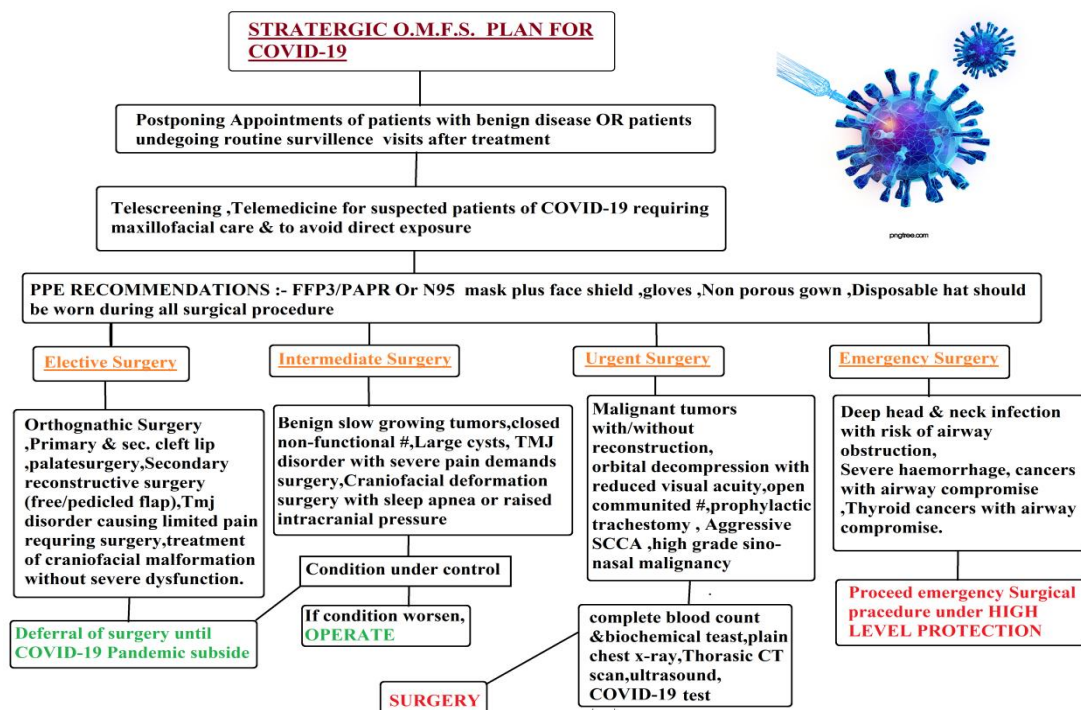 STRATERGIC O.M.F.S. PLAN FOR
COVID-19
Postponing Appointments of patients with benign disease OR patients
undegoing routine survillence visits after treatment
pngtree.com
Telescreening ,Telemedicine for suspected patients of COVID-19 requiring
maxillofacial care & to avoid direct exposure
PPE RECOMMENDATIONS :- FFP3/PAPR Or N95 mask plus face shield ,gloves ,Non porous gown ,Disposable hat should
be worn during all surgical procedure
Elective Surgery
Orthognathic Surgery
,Primary & sec. cleft lip
,palatesurgery,Secondary
reconstructive surgery
(free/pedicled flap),Tmj
disorder causing limited pain
requring surgery,treatment
of craniofacial malformation
without severe dysfunction.
Deferral of surgery until
COVID-19 Pandemic subside
Intermediate Surgery
Benign slow growing tumors,closed
non-functional #,Large cysts, TMJ
disorder with severe pain demands
surgery,Craniofacial deformation
surgery with sleep apnea or raised
intracranial pressure
Condition under control
If condition worsen,
OPERATE
Urgent Surgery
Malignant tumors
with/without
reconstruction,
orbital decompression with
reduced visual acuity,open
communited #,prophylactic
trachestomy , Aggressive
SCCA ,high grade sino-
nasal malignancy
complete blood count
&biochemical teast,plain
chest x-ray,Thorasic CT
scan,ultrasound,
COVID-19 test
SURGERY
Emergency Surgery
Deep head & neck infection
with risk of airway
obstruction,
Severe haemorrhage, cancers
with airway compromise
,Thyroid cancers with airway
compromise.
Proceed emergency Surgical
pracedure under HIGH
LEVEL PROTECTION